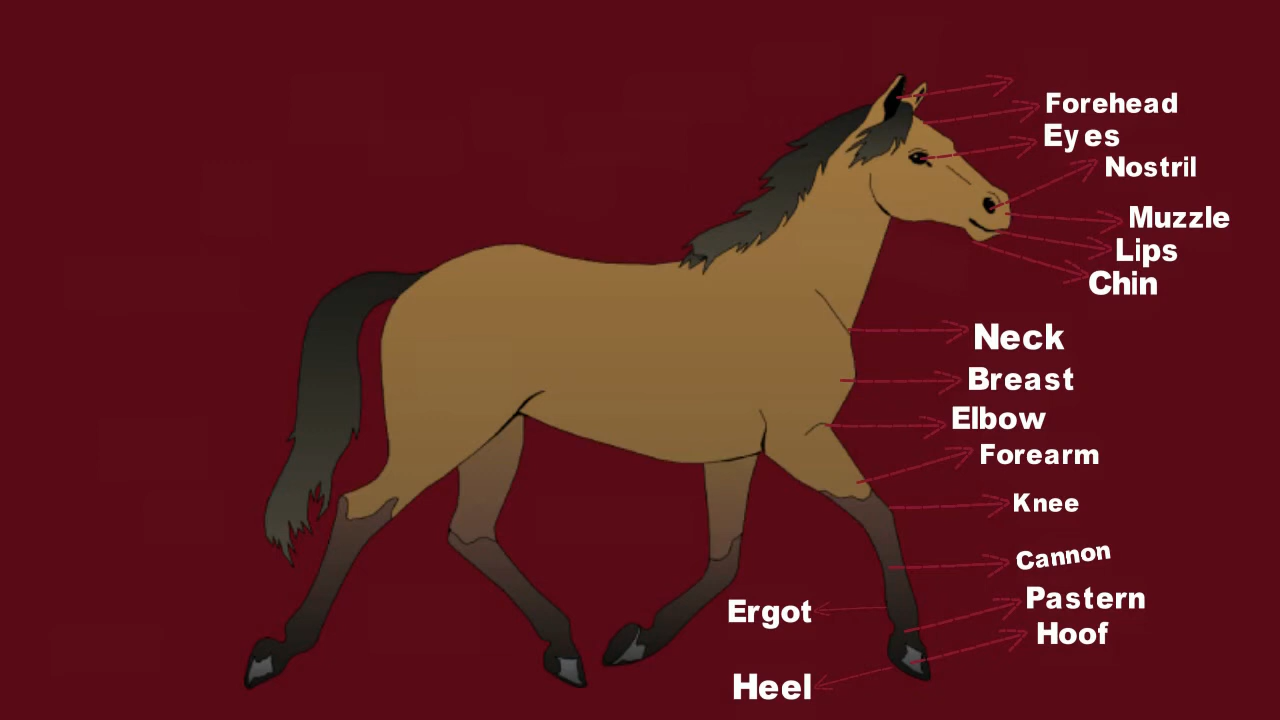 Forehead
Eyes
Nostril
Muzzle
Lips
Chin
Neck
Breast
Elbow
Forearm
Knee
Cannon
Pastern
Ergot
Hoof
Heel